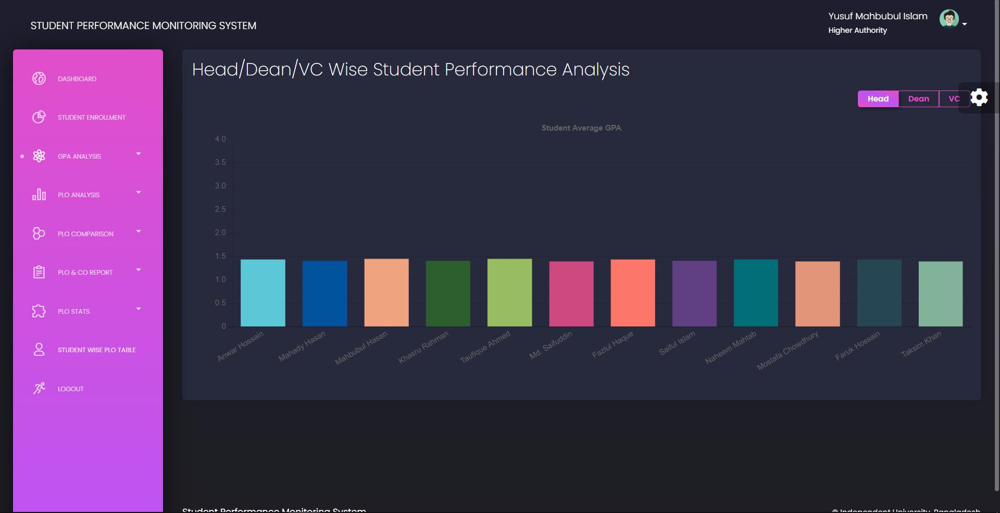 STUDENT PERFORMANCE MONITORING SYSTEM
Yusuf Mahbubul Islam
Higher Authority
DASHBOARD
STUDENT ENROLLMENT
GPA ANALYSIS
PLO ANALYSIS
PLO COMPARISON
PLO & CO REPORT
PLO STATS
STUDENT WISE PLO TABLE
LOGOUT
Head/Dean/VC Wise Student Performance Analysis
Head Dean VC
Student Average GPA
4.0
3.5
3.0
2.5
2.0
1.5
1.0
0.5
0
Anwar Hossain
Mahady Hasan
Mahbubul Hasan
Khasru Rahman
Taufique Ahmed
Md. Saifuddin
Fazlul Haque
Saiful Islam
Naheem Mahtab
Mostafa Chowdhury
Faruk Hossain
Taksim Khan
Student Performance Monitoring System
© Independent University, Bangladesh